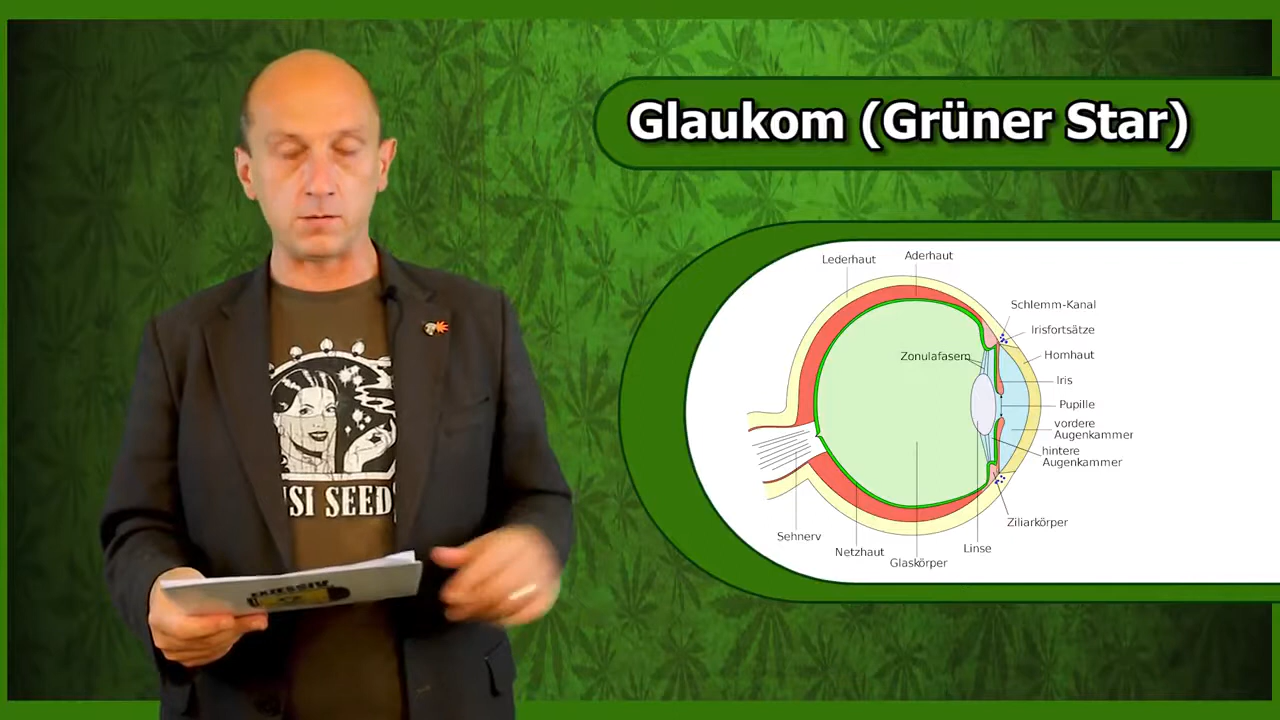 Glaukom (Grüner Star)
Lederhaut
Aderhaut
Schlemm-Kanal
Irisfortsätze
Zonulafasern
Hornhaut
Iris
Pupille
vordere
Augenkammer
hintere
Augenkammer
Ziliarkörper
Sehnerv
Netzhaut
Linse
Glaskörper
SEED